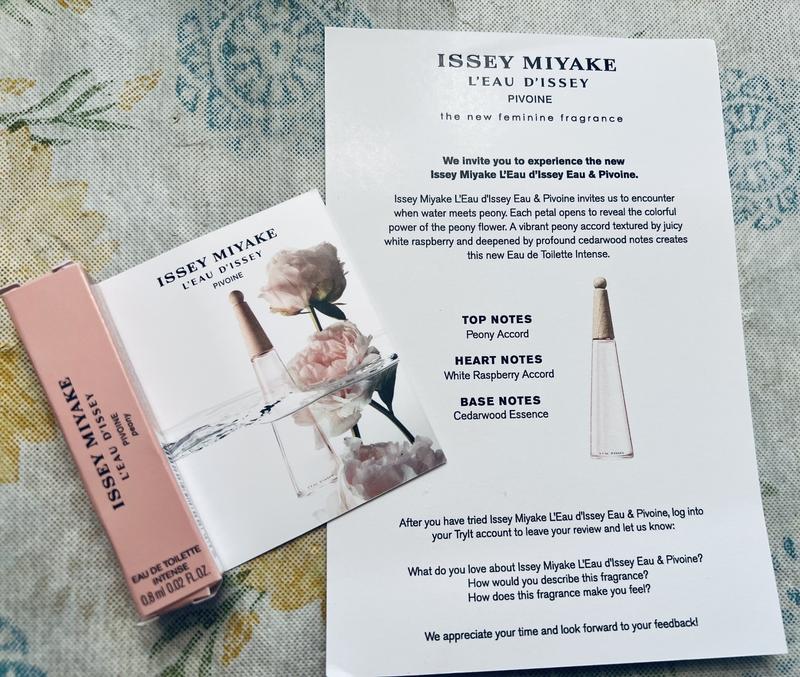 ISSEY MIYAKE
L'EAU D'ISSEY
PIVOINE
the new feminine fragrance
We invite you to experience the new
Issey Miyake L'Eau d'Issey Eau & Pivoine.
Issey Miyake L'Eau d'Issey Eau & Pivoine invites us to encounter
when water meets peony. Each petal opens to reveal the colorful
power of the peony flower. A vibrant peony accord textured by juicy
white raspberry and deepened by profound cedarwood notes creates
this new Eau de Toilette Intense.
TOP NOTES
Peony Accord
HEART NOTES
White Raspberry Accord
BASE NOTES
Cedarwood Essence
After you have tried Issey Miyake L'Eau d'Issey Eau & Pivoine, log into
your TryIt account to leave your review and let us know:
What do you love about Issey Miyake L'Eau d'Issey Eau & Pivoine?
How would you describe this fragrance?
How does this fragrance make you feel?
We appreciate your time and look forward to your feedback!
ISSEY MIYAKE
L'EAU D'ISSEY
PIVOINE
ISSEY MIYAKE
L'EAU D'ISSEY
PIVOINE
peony
EAU DE TOILETTE
INTENSE
0.8 ml 0.02 FL.OZ.